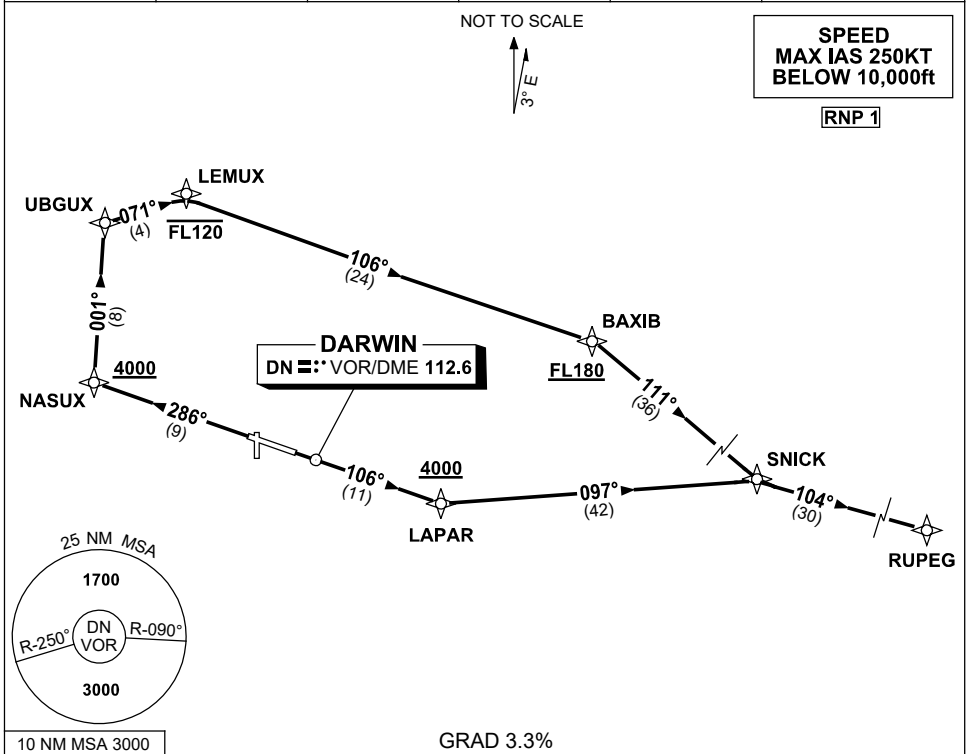 NOT TO SCALE
3° E
SPEED
MAX IAS 250KT
BELOW 10,000ft
RNP 1
LEMUX
UBGUX
071°
(4)
FL120
106°
(24)
001°
(8)
BAXIB
DARWIN
DN VOR/DME 112.6
4000
FL180
111°
(36)
NASUX
286°
(9)
SNICK
106°
(11)
4000
097°
(42)
104°
(30)
LAPAR
RUPEG
25 NM MSA
1700
R-250°
DN
VOR
R-090°
3000
10 NM MSA 3000
GRAD 3.3%